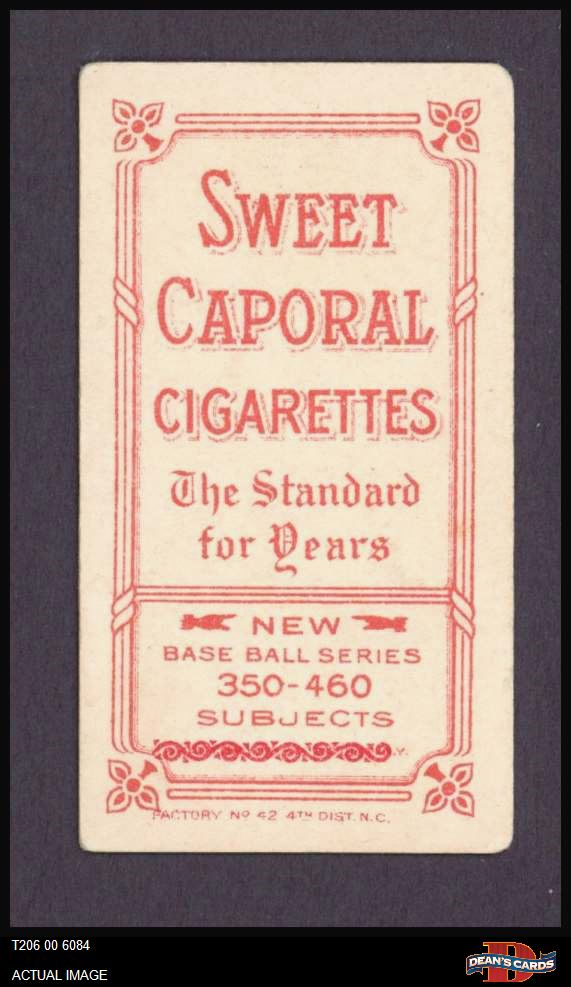 SWEET
CAPORAL
CIGARETTES
The Standard
for Years
NEW
BASE BALL SERIES
350-460
SUBJECTS
Y.
FACTORY Nº 42 4TH DIST. N.C.
T206 00 6084
ACTUAL IMAGE
DEAN'S CARDS